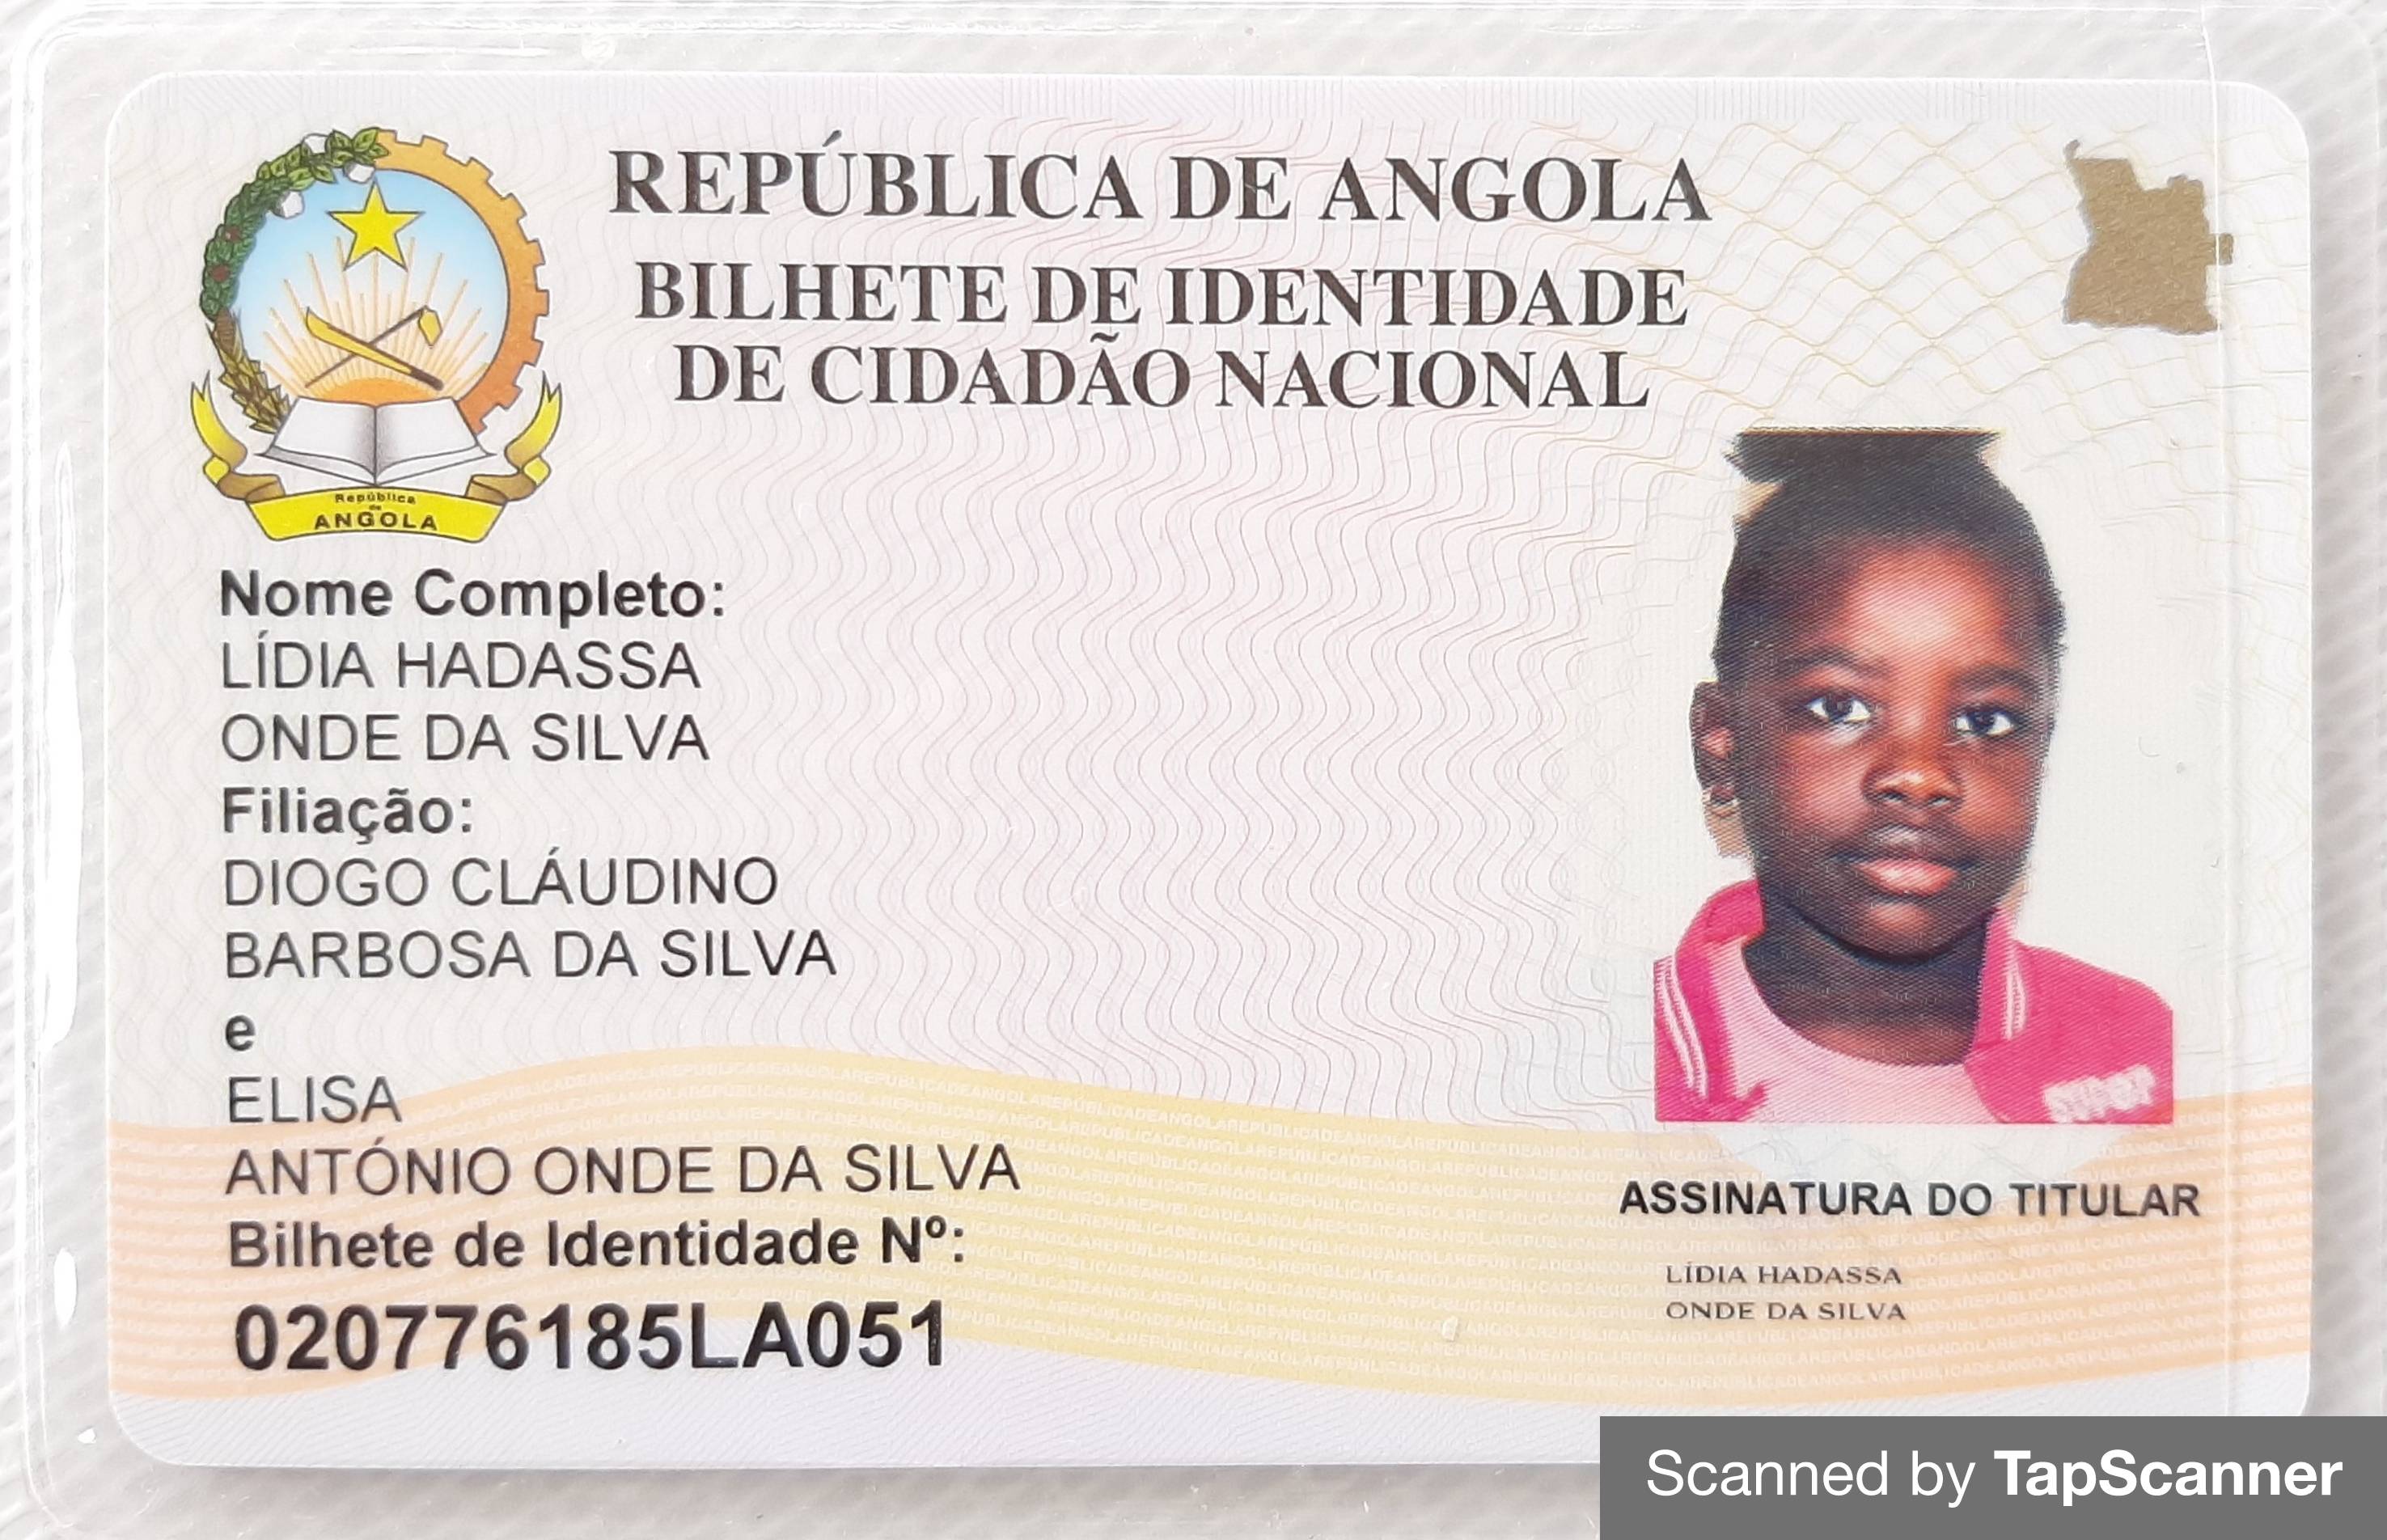 REPÚBLICA DE ANGOLA
BILHETE DE IDENTIDADE
DE CIDADÃO NACIONAL
República
de
ANGOLA
Nome Completo:
LÍDIA HADASSA
ONDE DA SILVA
Filiação:
DIOGO CLÁUDINO
BARBOSA DA SILVA
e
ELISA
ANTÓNIO ONDE DA SILVA
Bilhete de Identidade Nº:
020776185LA051
ASSINATURA DO TITULAR
LÍDIA HADASSA
ONDE DA SILVA
Scanned by TapScanner